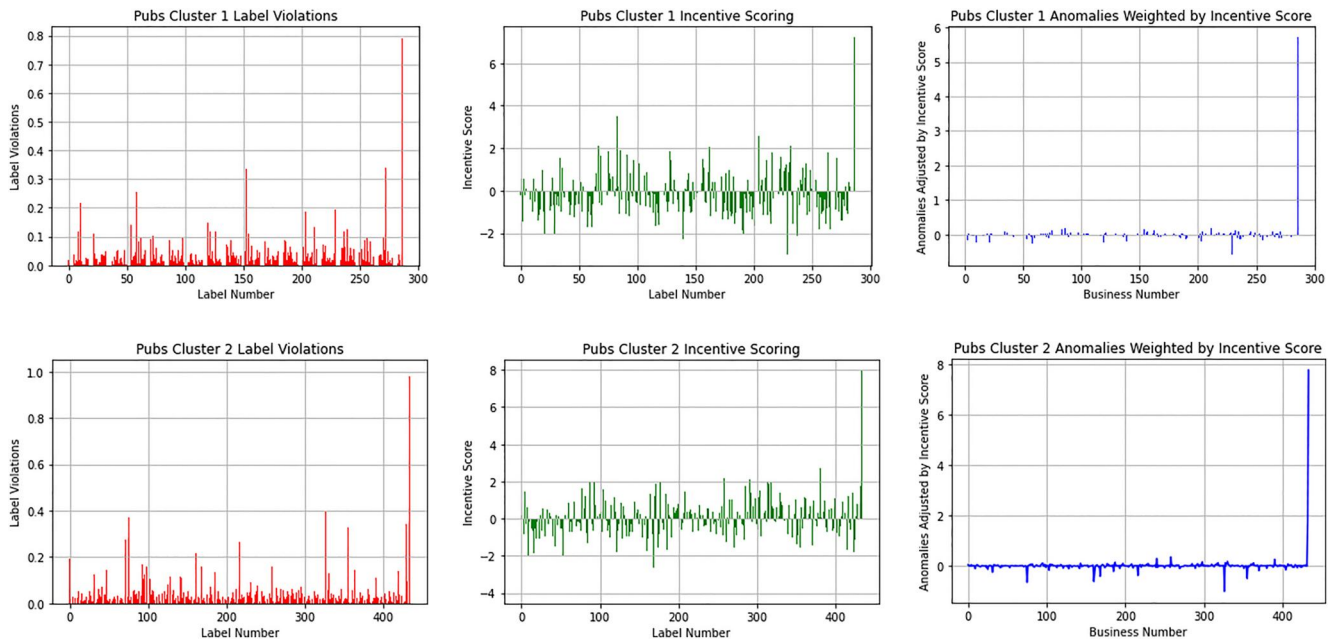 Pubs Cluster 1 Label Violations
Label Violations
0.8
0.7
0.6
0.5
0.4
0.3
0.2
0.1
0.0
0 50 100 150 200 250 300
Label Number
Pubs Cluster 1 Incentive Scoring
Incentive Score
6
4
2
0
−2
0 50 100 150 200 250 300
Label Number
Pubs Cluster 1 Anomalies Weighted by Incentive Score
Anomalies Adjusted by Incentive Score
6
5
4
3
2
1
0
0 50 100 150 200 250 300
Business Number
Pubs Cluster 2 Label Violations
Label Violations
1.0
0.8
0.6
0.4
0.2
0.0
0 100 200 300 400
Label Number
Pubs Cluster 2 Incentive Scoring
Incentive Score
8
6
4
2
0
−2
−4
0 100 200 300 400
Label Number
Pubs Cluster 2 Anomalies Weighted by Incentive Score
Anomalies Adjusted by Incentive Score
8
6
4
2
0
0 100 200 300 400
Business Number